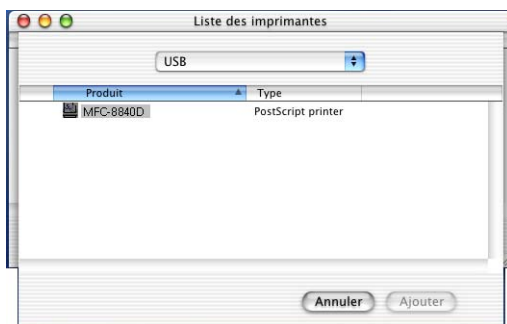 Liste des imprimantes
USB
Produit Type
MFC-8840D PostScript printer
Annuler Ajouter